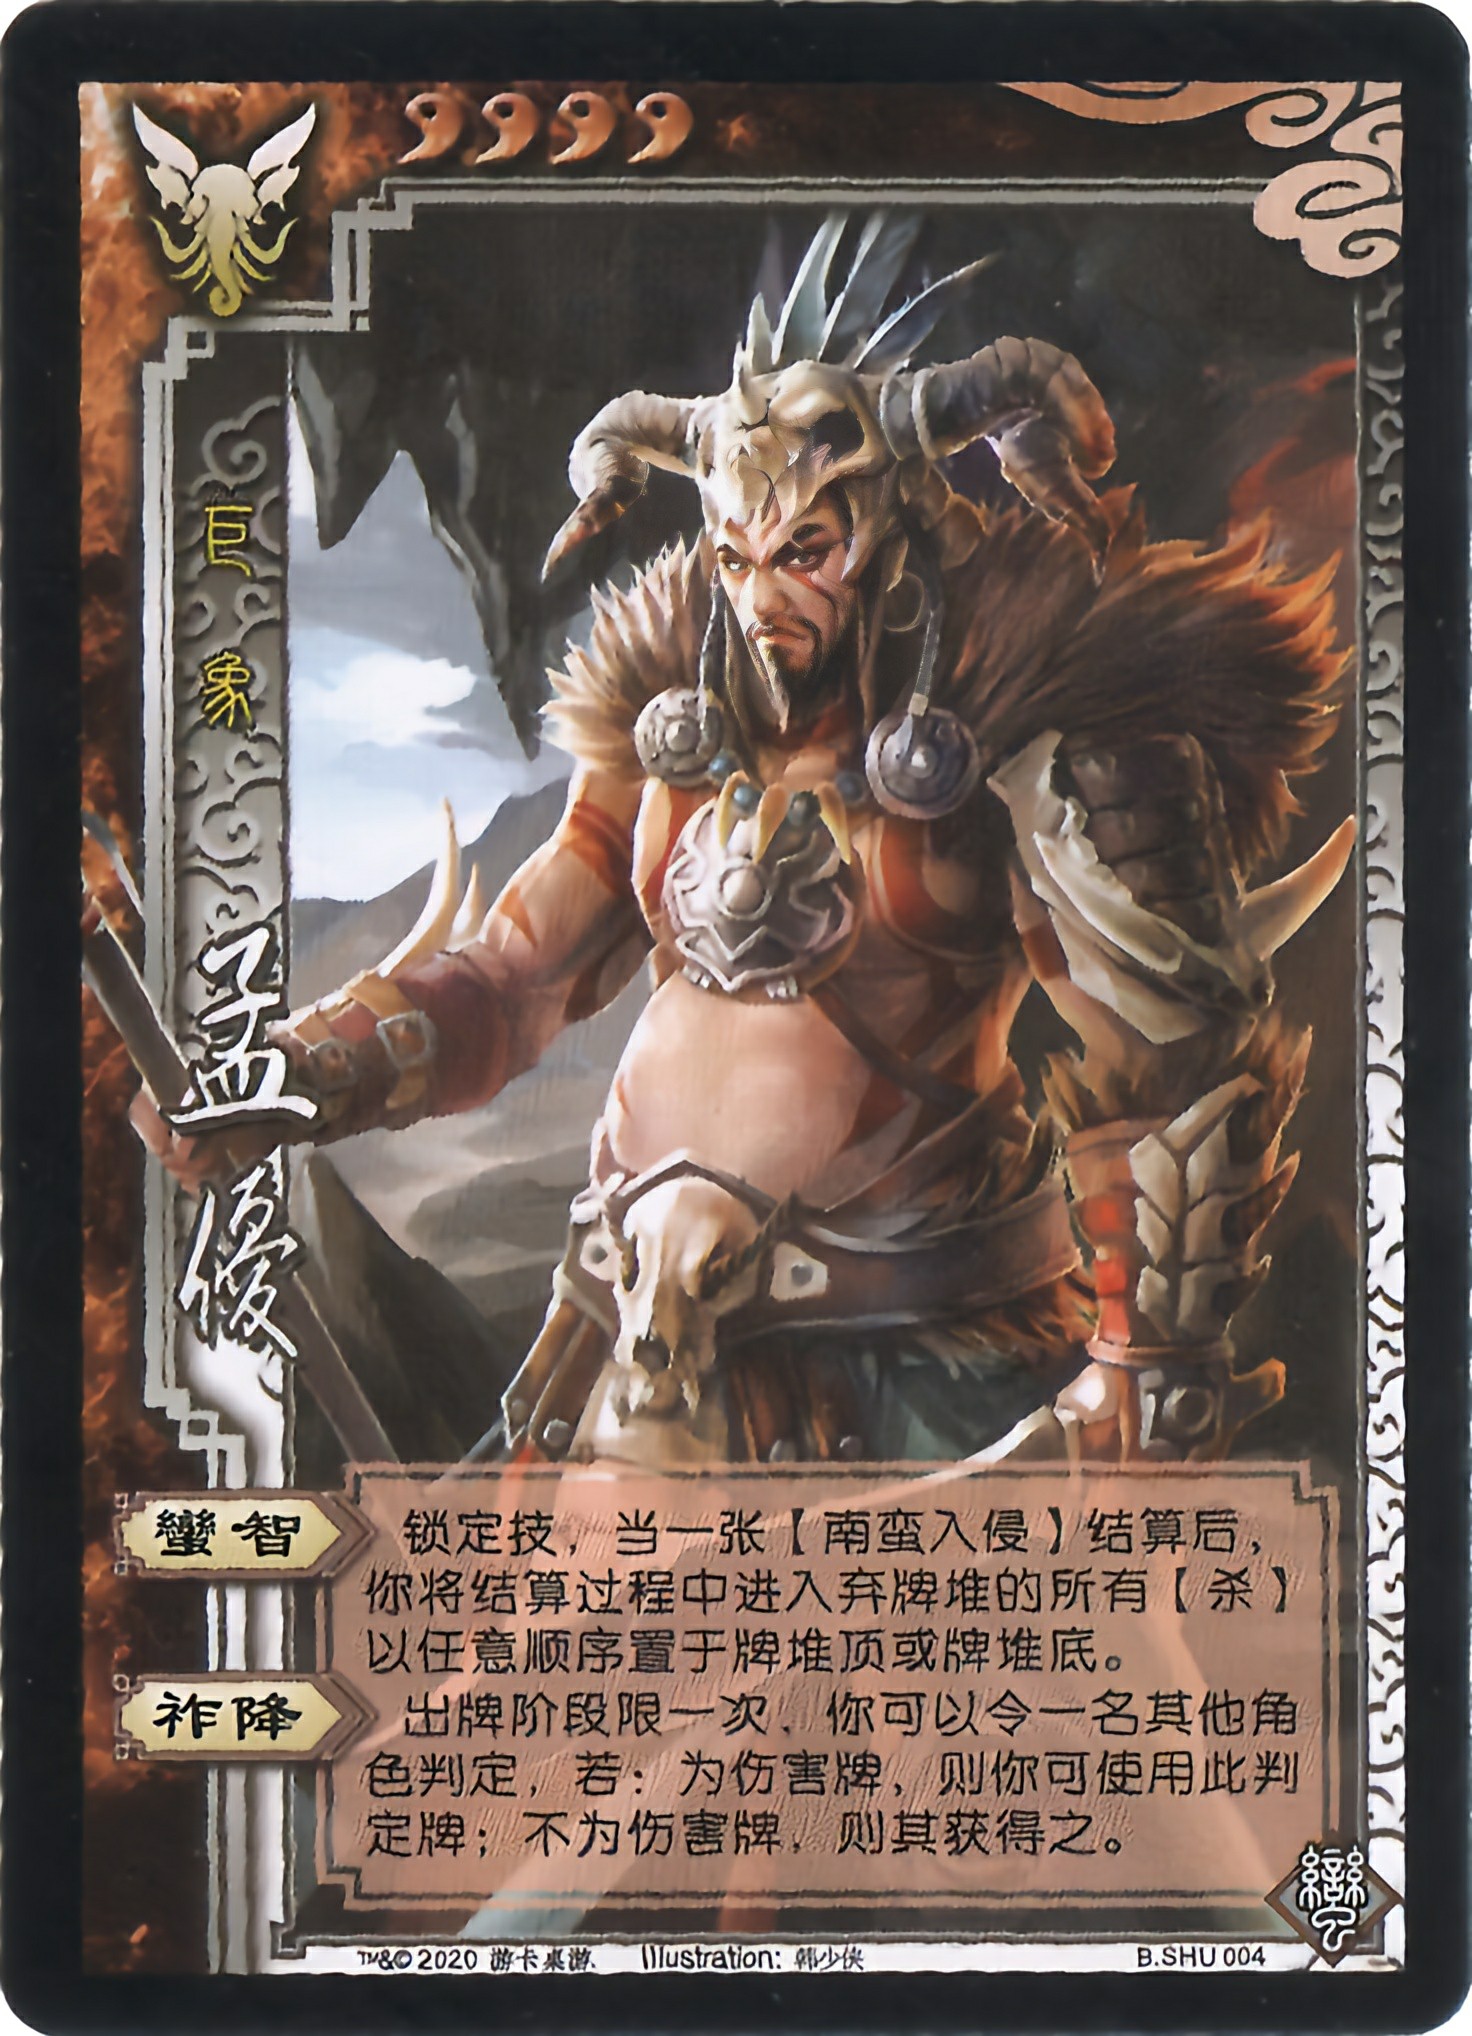 巨象
孟優
蠻智
锁定技，当一张【南蛮入侵】结算后，
你将结算过程中进入弃牌堆的所有【杀】
以任意顺序置于牌堆顶或牌堆底。
祚降
出牌阶段限一次，你可以令一名其他角
色判定，若：为伤害牌，则你可使用此判
定牌；不为伤害牌，则其获得之。
™&© 2020 游卡桌游 Illustration: 韩少侠 B.SHU 004